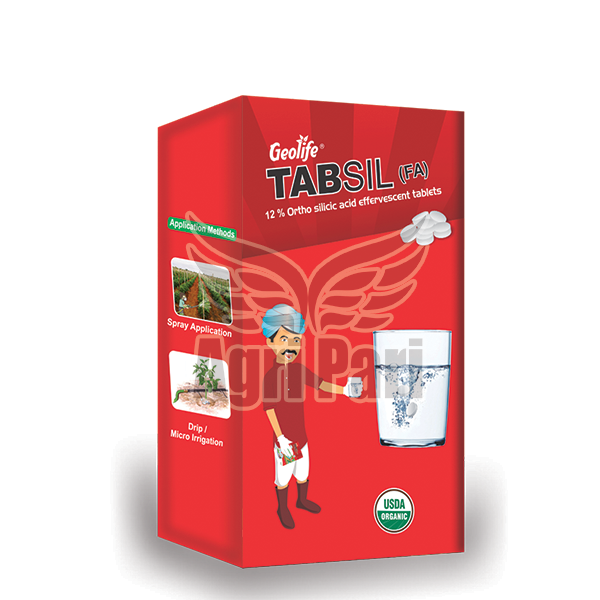 Geolife®
TABSIL (FA)
12 % Ortho silicic acid effervescent tablets
Application Methods
Spray Application
Drip /
Micro Irrigation
Agri Pari
USDA
ORGANIC